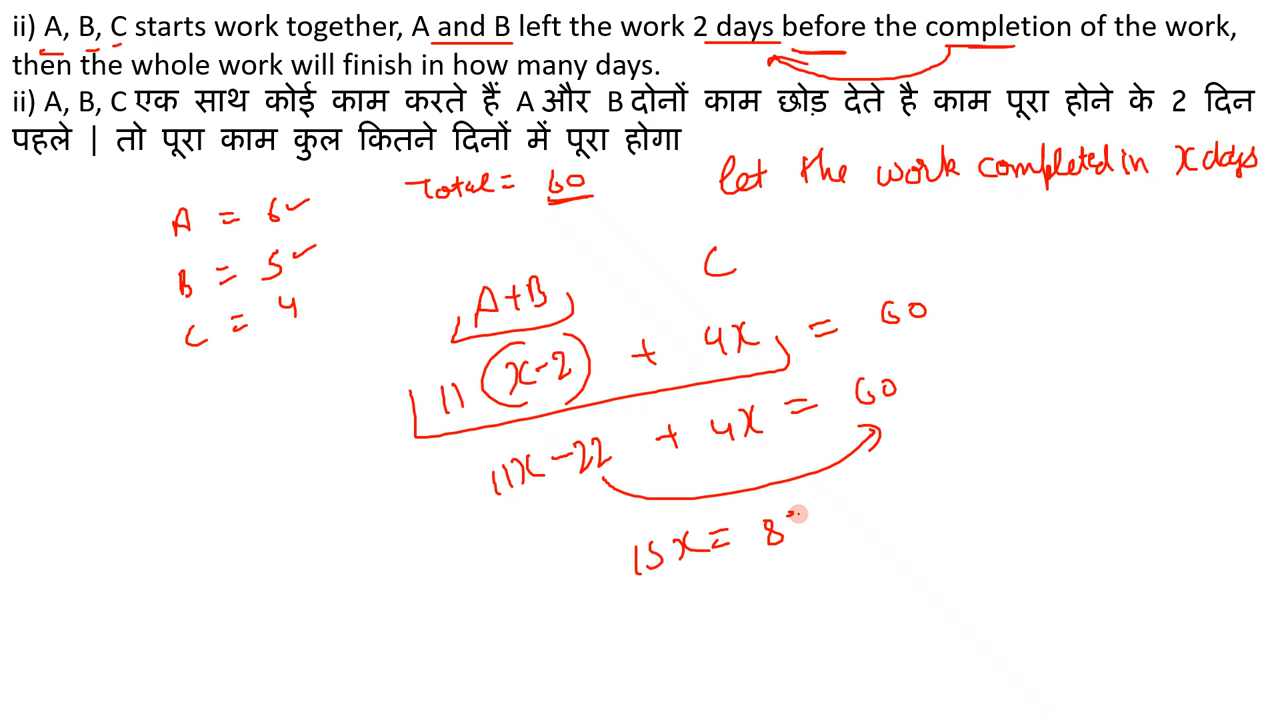 ii) A, B, C starts work together, A and B left the work 2 days before the completion of the work,
then the whole work will finish in how many days.
ii) A, B, C एक साथ कोई काम करते हैं A और B दोनों काम छोड़ देते है काम पूरा होने के 2 दिन
पहले | तो पूरा काम कुल कितने दिनों में पूरा होगा
Let the work completed in x days
Total = 60
A = 6
B = 5
C = 4
A+B C
11 (x-2) + 4x = 60
11x - 22 + 4x = 60
15x = 8